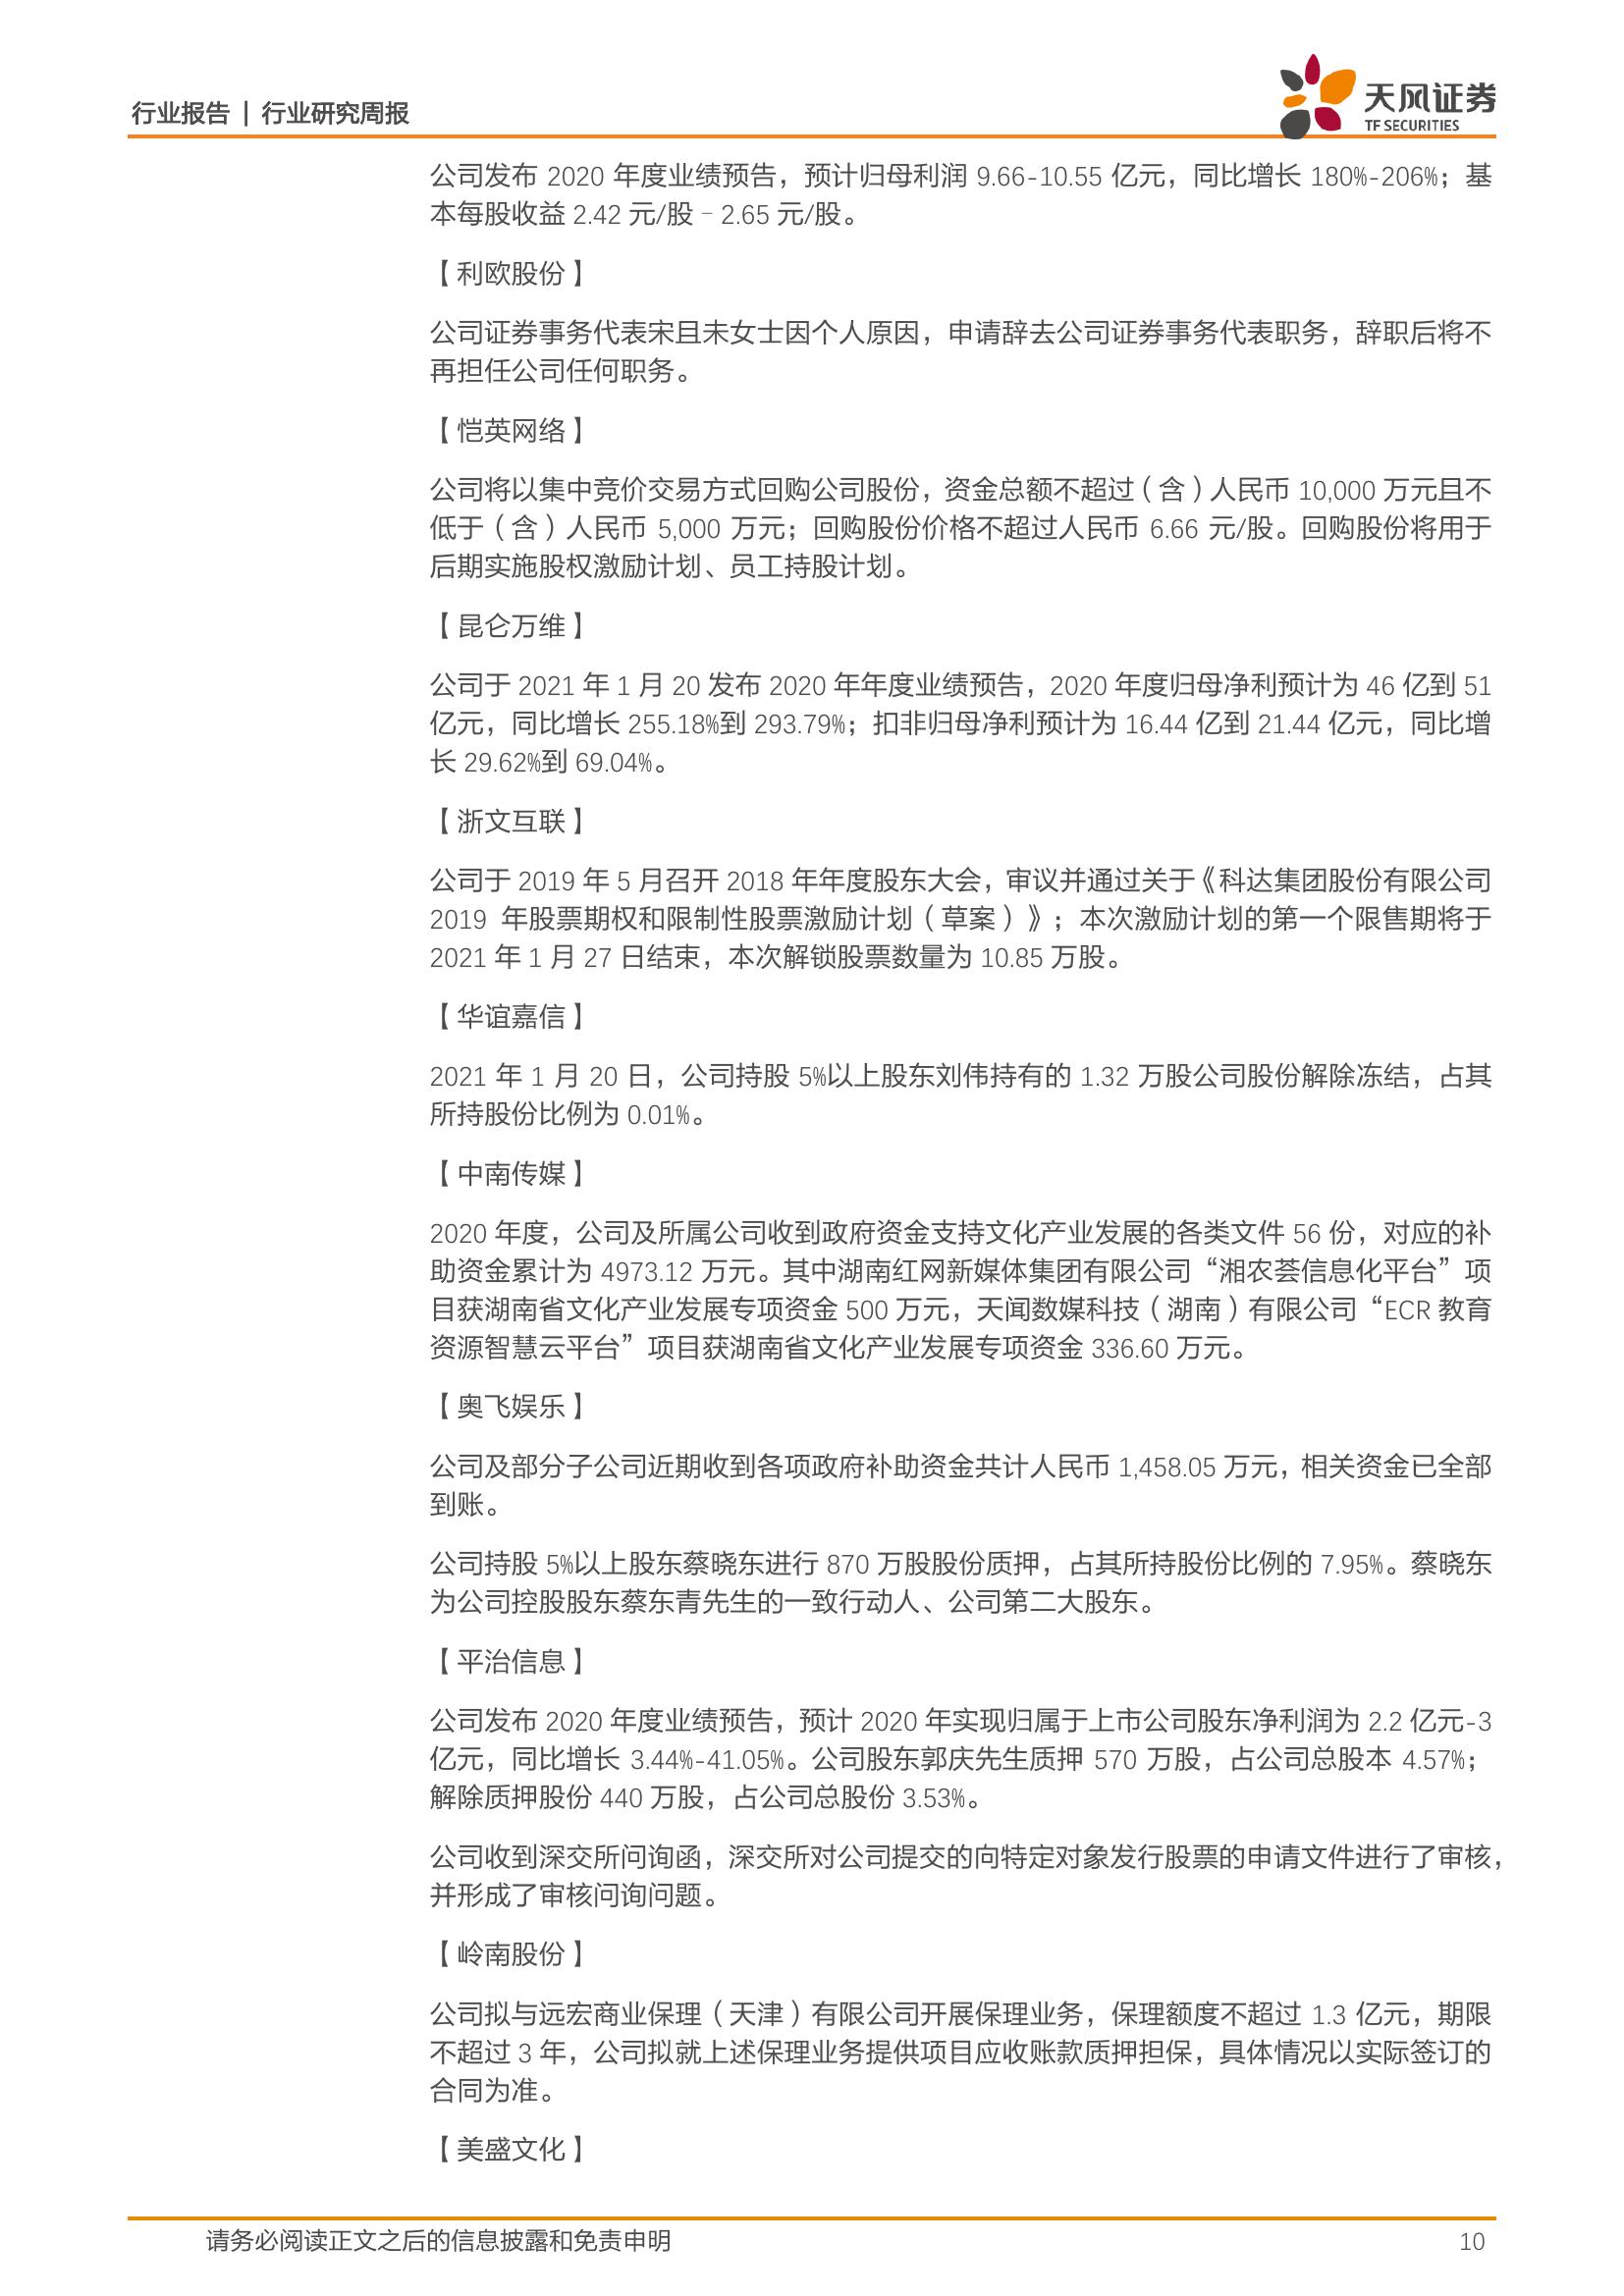 行业报告 | 行业研究周报
天风证券
TF SECURITIES
公司发布 2020 年度业绩预告，预计归母利润 9.66-10.55 亿元，同比增长 180%-206%；基
本每股收益 2.42 元/股–2.65 元/股。
【利欧股份】
公司证券事务代表宋且未女士因个人原因，申请辞去公司证券事务代表职务，辞职后将不
再担任公司任何职务。
【恺英网络】
公司将以集中竞价交易方式回购公司股份，资金总额不超过（含）人民币 10,000 万元且不
低于（含）人民币 5,000 万元；回购股份价格不超过人民币 6.66 元/股。回购股份将用于
后期实施股权激励计划、员工持股计划。
【昆仑万维】
公司于 2021 年 1 月 20 发布 2020 年年度业绩预告，2020 年度归母净利预计为 46 亿到 51
亿元，同比增长 255.18%到 293.79%；扣非归母净利预计为 16.44 亿到 21.44 亿元，同比增
长 29.62%到 69.04%。
【浙文互联】
公司于 2019 年 5 月召开 2018 年年度股东大会，审议并通过关于《科达集团股份有限公司
2019 年股票期权和限制性股票激励计划（草案）》；本次激励计划的第一个限售期将于
2021 年 1 月 27 日结束，本次解锁股票数量为 10.85 万股。
【华谊嘉信】
2021 年 1 月 20 日，公司持股 5%以上股东刘伟持有的 1.32 万股公司股份解除冻结，占其
所持股份比例为 0.01%。
【中南传媒】
2020 年度，公司及所属公司收到政府资金支持文化产业发展的各类文件 56 份，对应的补
助资金累计为 4973.12 万元。其中湖南红网新媒体集团有限公司“湘农荟信息化平台”项
目获湖南省文化产业发展专项资金 500 万元，天闻数媒科技（湖南）有限公司“ECR 教育
资源智慧云平台”项目获湖南省文化产业发展专项资金 336.60 万元。
【奥飞娱乐】
公司及部分子公司近期收到各项政府补助资金共计人民币 1,458.05 万元，相关资金已全部
到账。
公司持股 5%以上股东蔡晓东进行 870 万股股份质押，占其所持股份比例的 7.95%。蔡晓东
为公司控股股东蔡东青先生的一致行动人、公司第二大股东。
【平治信息】
公司发布 2020 年度业绩预告，预计 2020 年实现归属于上市公司股东净利润为 2.2 亿元-3
亿元，同比增长 3.44%-41.05%。公司股东郭庆先生质押 570 万股，占公司总股本 4.57%；
解除质押股份 440 万股，占公司总股份 3.53%。
公司收到深交所问询函，深交所对公司提交的向特定对象发行股票的申请文件进行了审核，
并形成了审核问询问题。
【岭南股份】
公司拟与远宏商业保理（天津）有限公司开展保理业务，保理额度不超过 1.3 亿元，期限
不超过 3 年，公司拟就上述保理业务提供项目应收账款质押担保，具体情况以实际签订的
合同为准。
【美盛文化】
请务必阅读正文之后的信息披露和免责申明
10